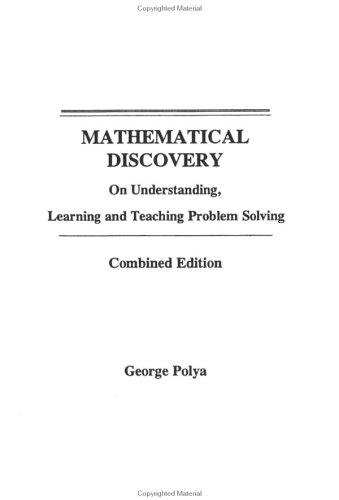 Copyrighted Material
MATHEMATICAL
DISCOVERY
On Understanding,
Learning and Teaching Problem Solving
Combined Edition
George Polya
Copyrighted Material